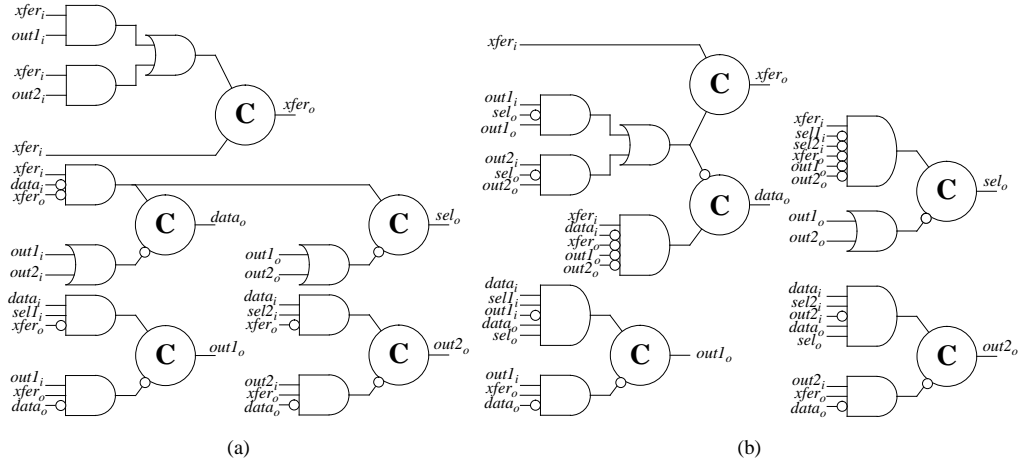 xfer_i
out1_i
xfer_i
out2_i
C
xfer_o
xfer_i
xfer_i
data_i
xfer_o
C
data_o
out1_i
out2_i
C
sel_o
out1_o
out2_o
data_i
sel1_i
xfer_o
C
out1_o
out1_i
xfer_o
data_o
data_i
sel2_i
xfer_o
C
out2_o
out2_i
xfer_o
data_o
(a)
xfer_i
C
xfer_o
out1_i
sel_o
out1_o
out2_i
sel_o
out2_o
C
data_o
xfer_i
data_i
xfer_o
out1_o
out2_o
xfer_i
sel1_i
sel2_i
xfer_o
out1_o
out2_o
C
sel_o
out1_o
out2_o
data_i
sel1_i
out1_i
data_o
sel_o
C
out1_o
out1_i
xfer_o
data_o
data_i
sel2_i
out2_i
data_o
sel_o
C
out2_o
out2_i
xfer_o
data_o
(b)